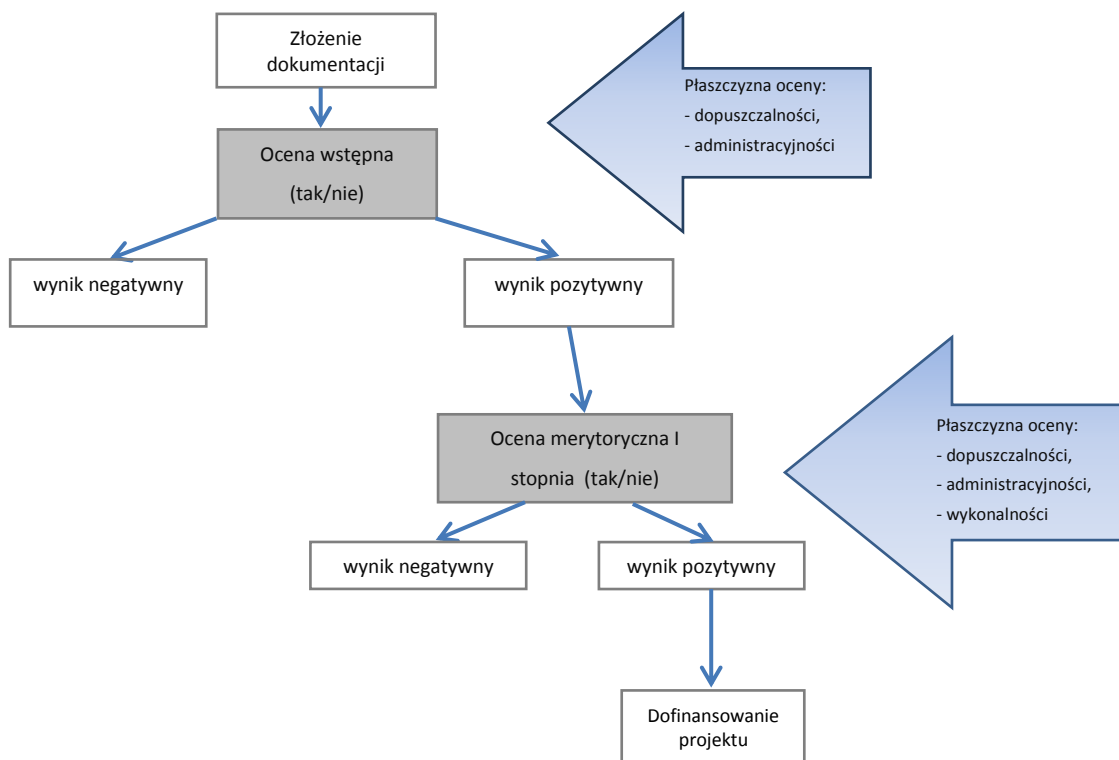 Złożenie
dokumentacji
Płaszczyzna oceny:
- dopuszczalności,
- administracyjności
Ocena wstępna
(tak/nie)
wynik negatywny
wynik pozytywny
Ocena merytoryczna I
stopnia (tak/nie)
Płaszczyzna oceny:
- dopuszczalności,
- administracyjności,
- wykonalności
wynik negatywny
wynik pozytywny
Dofinansowanie
projektu